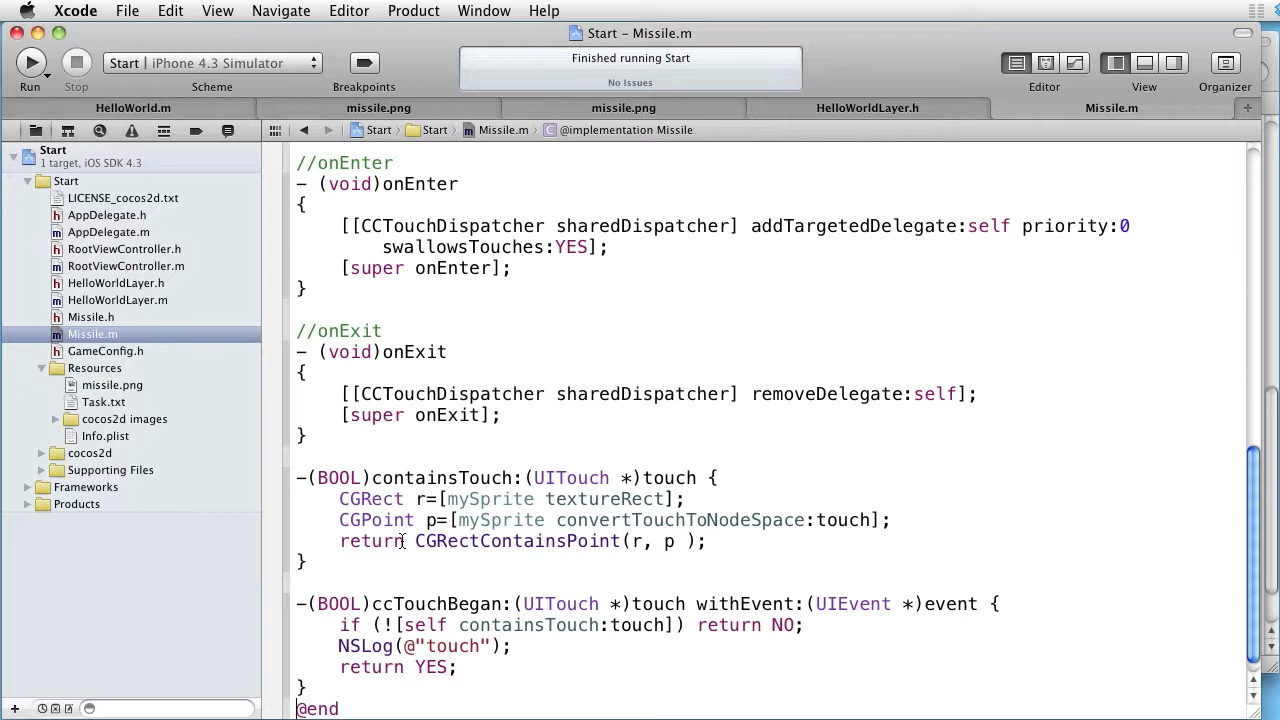 Xcode File Edit View Navigate Editor Product Window Help
Start – Missile.m
Start | iPhone 4.3 Simulator
Finished running Start
No Issues
Run Stop Scheme Breakpoints Editor View Organizer
HelloWorld.m missile.png missile.png HelloWorldLayer.h Missile.m
Start Start Missile.m @implementation Missile
Start
1 target, iOS SDK 4.3
Start
LICENSE_cocos2d.txt
AppDelegate.h
AppDelegate.m
RootViewController.h
RootViewController.m
HelloWorldLayer.h
HelloWorldLayer.m
Missile.h
Missile.m
GameConfig.h
Resources
missile.png
Task.txt
cocos2d images
Info.plist
cocos2d
Supporting Files
Frameworks
Products
//onEnter
– (void)onEnter
{
[[CCTouchDispatcher sharedDispatcher] addTargetedDelegate:self priority:0
swallowsTouches:YES];
[super onEnter];
}
//onExit
– (void)onExit
{
[[CCTouchDispatcher sharedDispatcher] removeDelegate:self];
[super onExit];
}
–(BOOL)containsTouch:(UITouch *)touch {
CGRect r=[mySprite textureRect];
CGPoint p=[mySprite convertTouchToNodeSpace:touch];
return CGRectContainsPoint(r, p );
}
–(BOOL)ccTouchBegan:(UITouch *)touch withEvent:(UIEvent *)event {
if (![self containsTouch:touch]) return NO;
NSLog(@"touch");
return YES;
}
@end